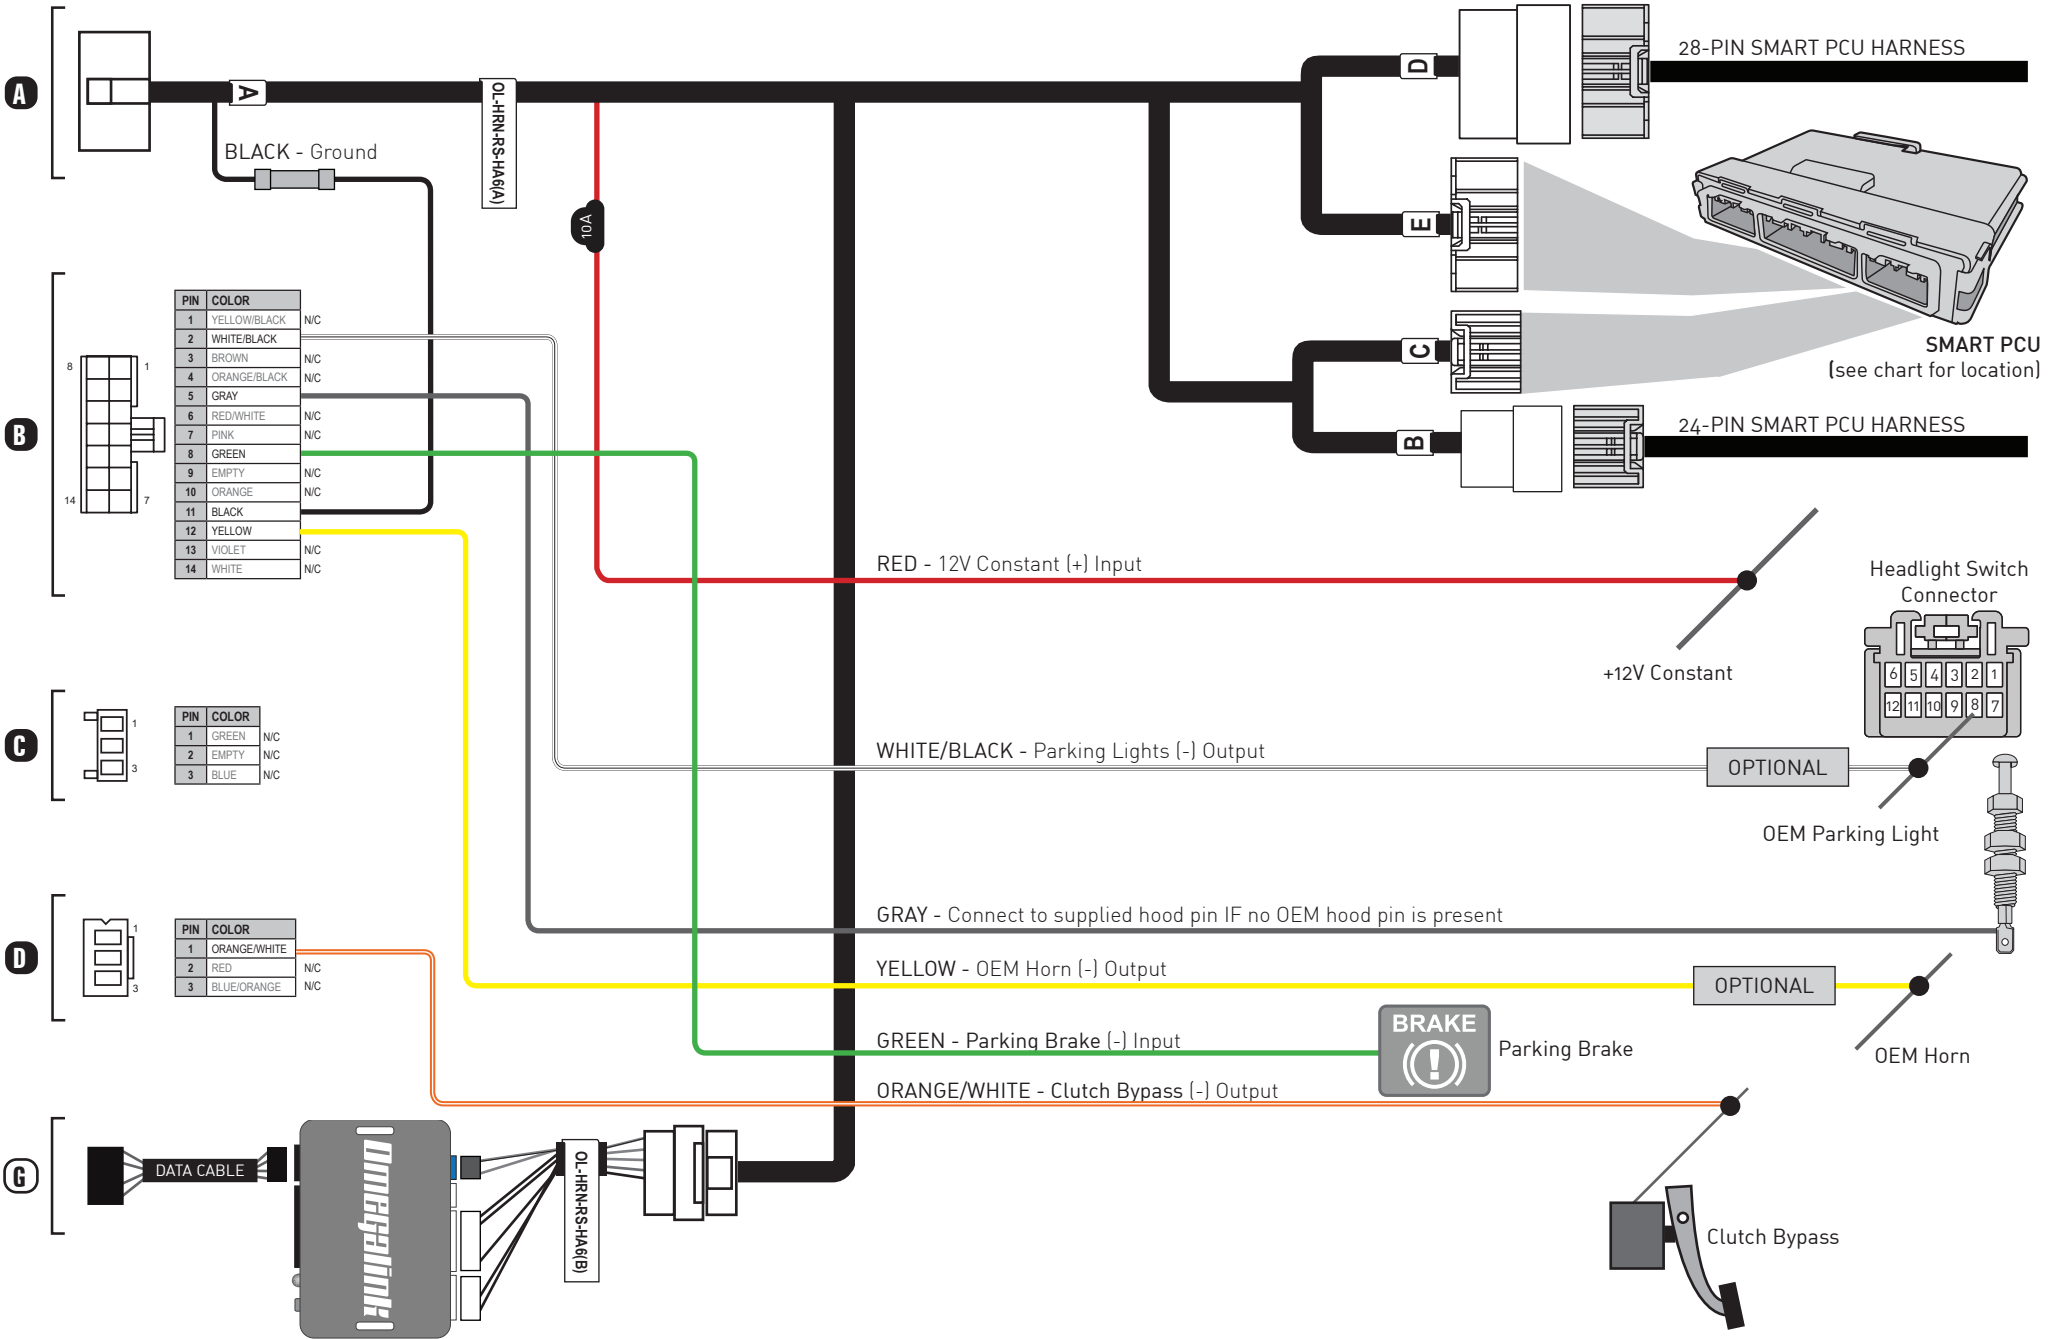 A
A
OL-HRN-RS-HA6(A)
BLACK - Ground
10A
D
28-PIN SMART PCU HARNESS
E
C
B
SMART PCU
(see chart for location)
24-PIN SMART PCU HARNESS
B
8 1
14 7
PIN COLOR
1 YELLOW/BLACK N/C
2 WHITE/BLACK
3 BROWN N/C
4 ORANGE/BLACK N/C
5 GRAY
6 RED/WHITE N/C
7 PINK N/C
8 GREEN
9 EMPTY N/C
10 ORANGE N/C
11 BLACK
12 YELLOW
13 VIOLET N/C
14 WHITE N/C
RED - 12V Constant (+) Input
+12V Constant
Headlight Switch
Connector
6 5 4 3 2 1
12 11 10 9 8 7
C
1
3
PIN COLOR
1 GREEN N/C
2 EMPTY N/C
3 BLUE N/C
WHITE/BLACK - Parking Lights (-) Output
OPTIONAL
OEM Parking Light
D
1
3
PIN COLOR
1 ORANGE/WHITE
2 RED N/C
3 BLUE/ORANGE N/C
GRAY - Connect to supplied hood pin IF no OEM hood pin is present
YELLOW - OEM Horn (-) Output
OPTIONAL
OEM Horn
GREEN - Parking Brake (-) Input
BRAKE
Parking Brake
ORANGE/WHITE - Clutch Bypass (-) Output
Clutch Bypass
G
DATA CABLE
Omegalink
OL-HRN-RS-HA6(B)